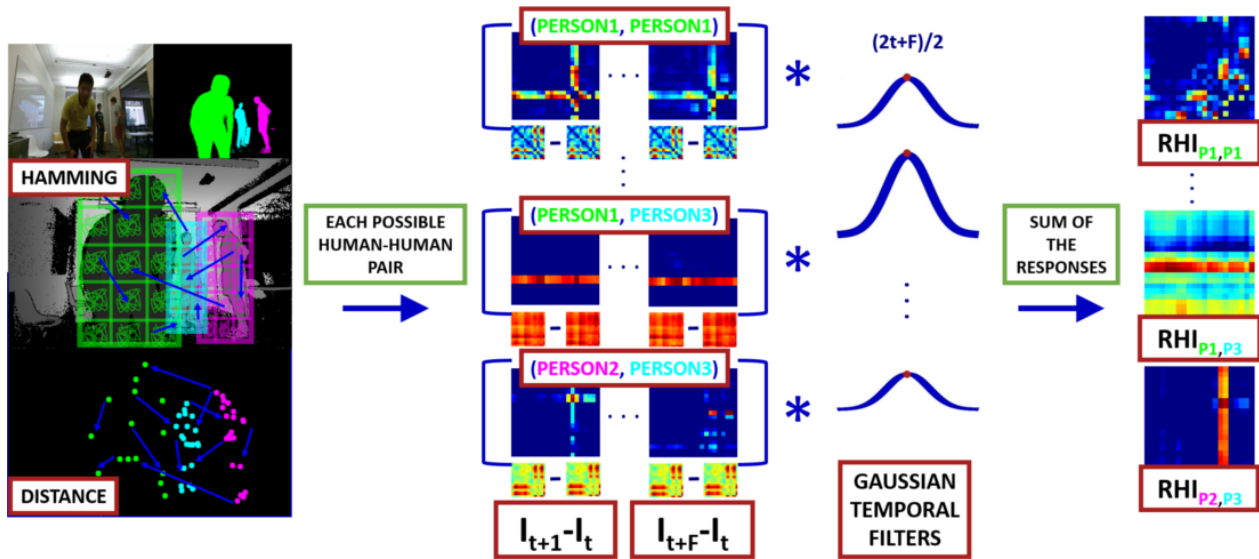 HAMMING
DISTANCE
EACH POSSIBLE
HUMAN-HUMAN
PAIR
(PERSON1, PERSON1)
. . .
(PERSON1, PERSON3)
. . .
(PERSON2, PERSON3)
. . .
I_{t+1}-I_t
I_{t+F}-I_t
*
*
*
(2t+F)/2
GAUSSIAN
TEMPORAL
FILTERS
SUM OF
THE
RESPONSES
RHI_{P1,P1}
RHI_{P1,P3}
RHI_{P2,P3}